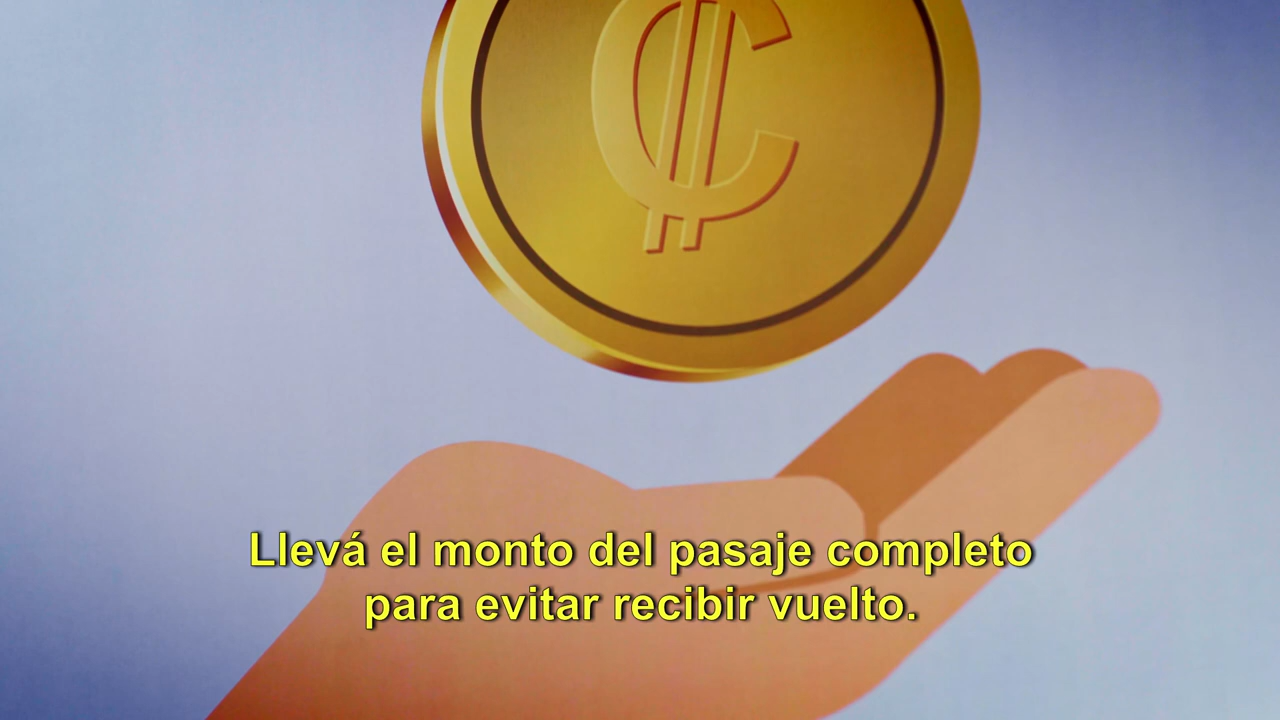 ₡
Llevá el monto del pasaje completo
para evitar recibir vuelto.